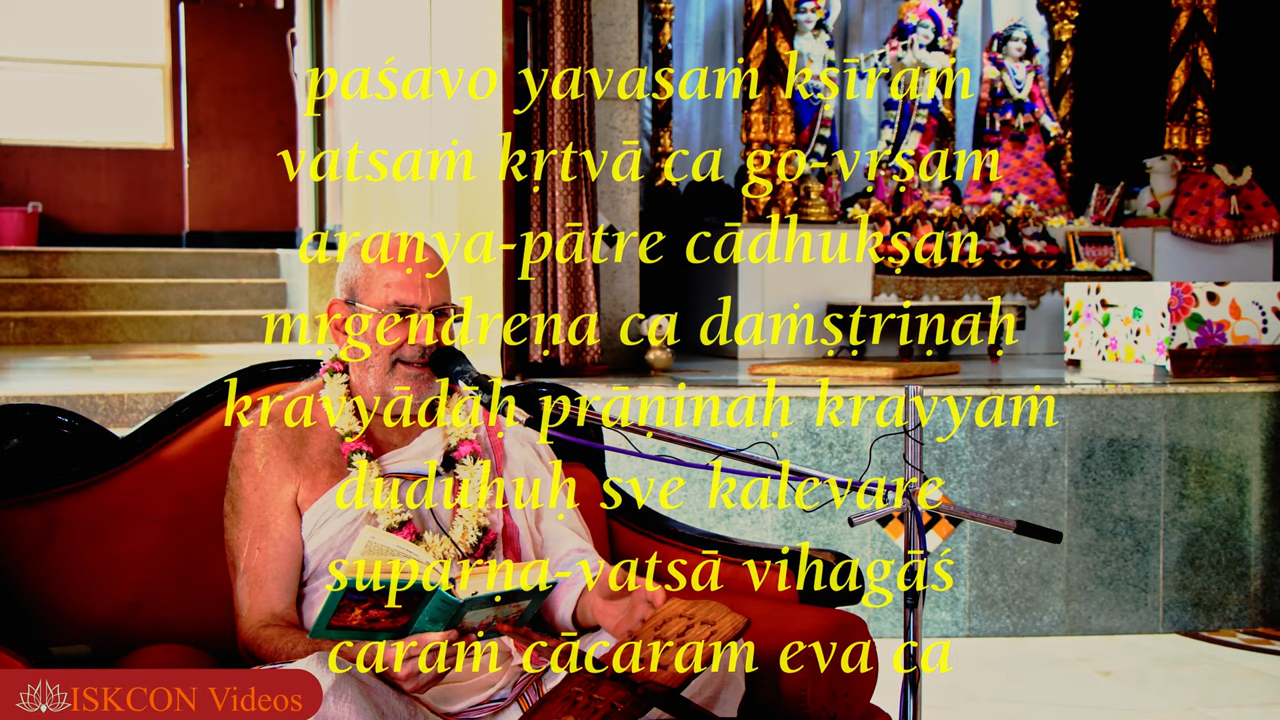 paśavo yavasaṁ kṣīraṁ
vatsaṁ kṛtvā ca go-vṛṣam
araṇya-pātre cādhukṣan
mṛgendreṇa ca daṁṣṭriṇaḥ
kravyādāḥ prāṇinaḥ kravyaṁ
duduhuḥ sve kalevare
suparṇa-vatsā vihagāś
caraṁ cācaram eva ca
ISKCON Videos